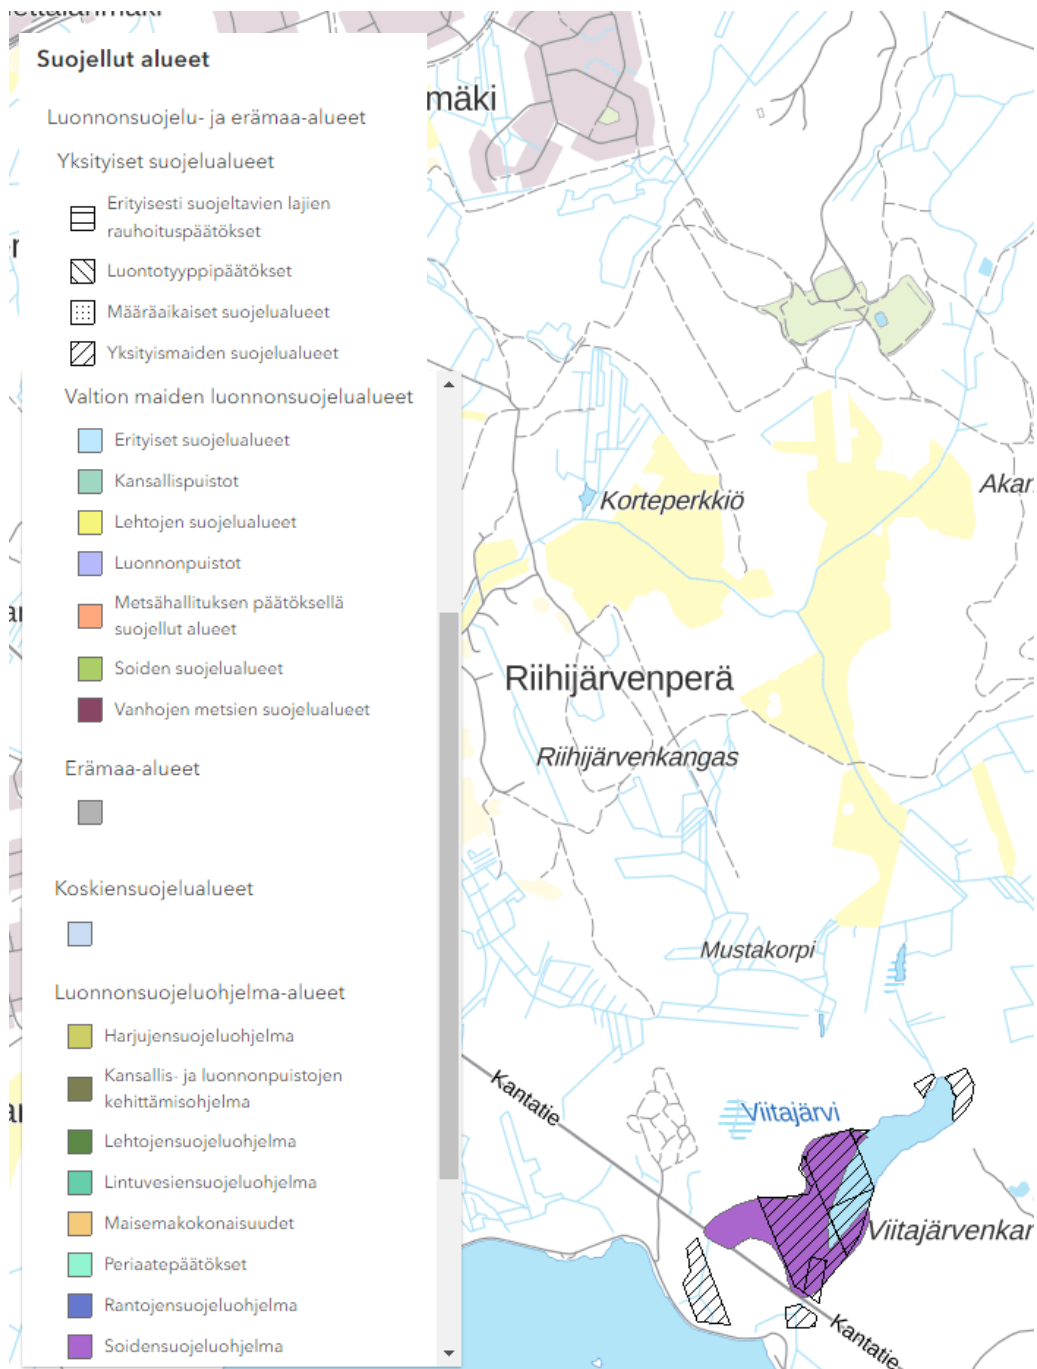 Suojellut alueet
Luonnonsuojelu- ja erämaa-alueet
Yksityiset suojelualueet
Erityisesti suojeltavien lajien
rauhoituspäätökset
Luontotyyppipäätökset
Määräaikaiset suojelualueet
Yksityismaiden suojelualueet
Valtion maiden luonnonsuojelualueet
Erityiset suojelualueet
Kansallispuistot
Lehtojen suojelualueet
Luonnonpuistot
Metsähallituksen päätöksellä
suojellut alueet
Soiden suojelualueet
Vanhojen metsien suojelualueet
Erämaa-alueet
Koskiensuojelualueet
Luonnonsuojeluohjelma-alueet
Harjujensuojeluohjelma
Kansallis- ja luonnonpuistojen
kehittämisohjelma
Lehtojensuojeluohjelma
Lintuvesiensuojeluohjelma
Maisemakokonaisuudet
Periaatepäätökset
Rantojensuojeluohjelma
Soidensuojeluohjelma
mäki
Korteperkkiö
Akar
Riihijärvenperä
Riihijärvenkangas
Mustakorpi
Kantatie
Viitajärvi
Viitajärvenkar
Kantatie